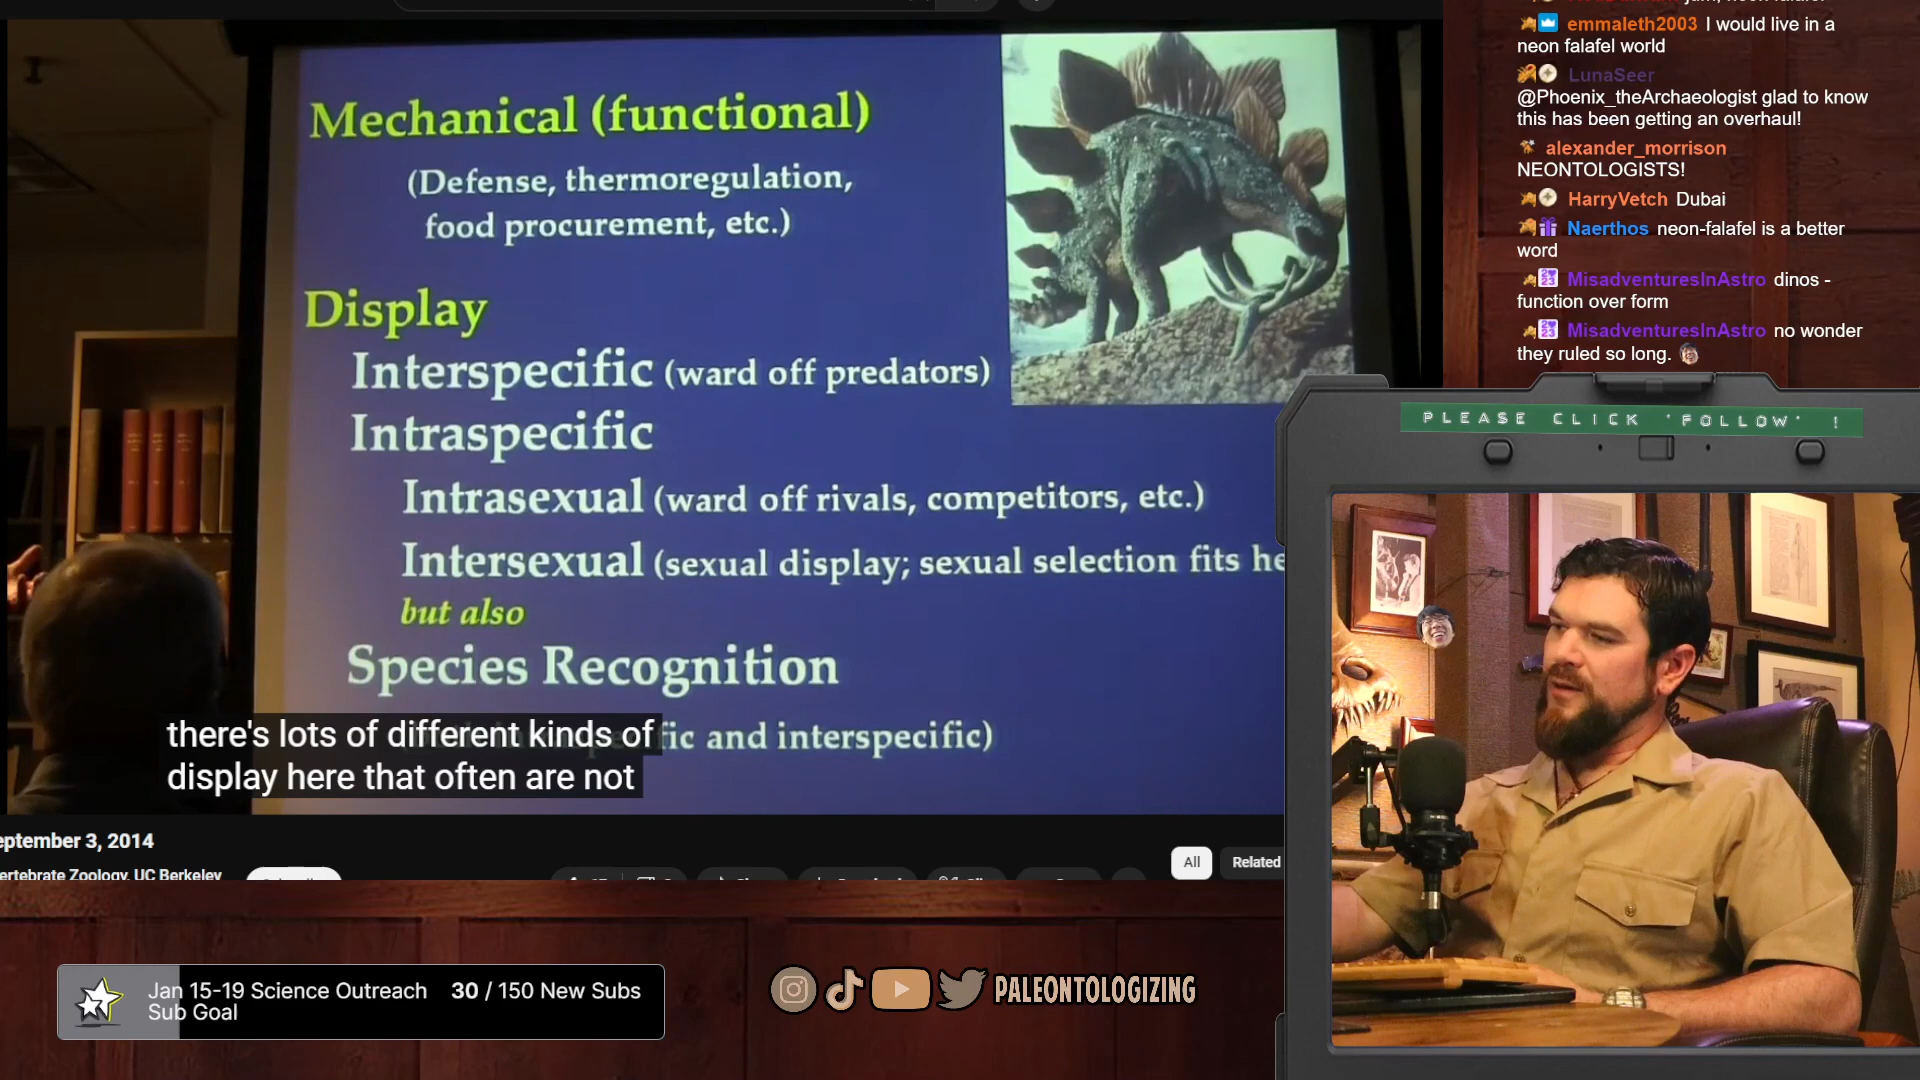 Mechanical (functional)
(Defense, thermoregulation,
food procurement, etc.)
Display
Interspecific (ward off predators)
Intraspecific
Intrasexual (ward off rivals, competitors, etc.)
Intersexual (sexual display; sexual selection fits he
but also
Species Recognition
fic and interspecific)
there's lots of different kinds of
display here that often are not
eptember 3, 2014
ertebrate Zoology, UC Berkeley
All
Related
emmaleth2003 I would live in a
neon falafel world
LunaSeer
@Phoenix_theArchaeologist glad to know
this has been getting an overhaul!
alexander_morrison
NEONTOLOGISTS!
HarryVetch Dubai
Naerthos neon-falafel is a better
word
MisadventuresInAstro dinos -
function over form
MisadventuresInAstro no wonder
they ruled so long.
PLEASE CLICK "FOLLOW" !
Jan 15-19 Science Outreach 30 / 150 New Subs
Sub Goal
PALEONTOLOGIZING